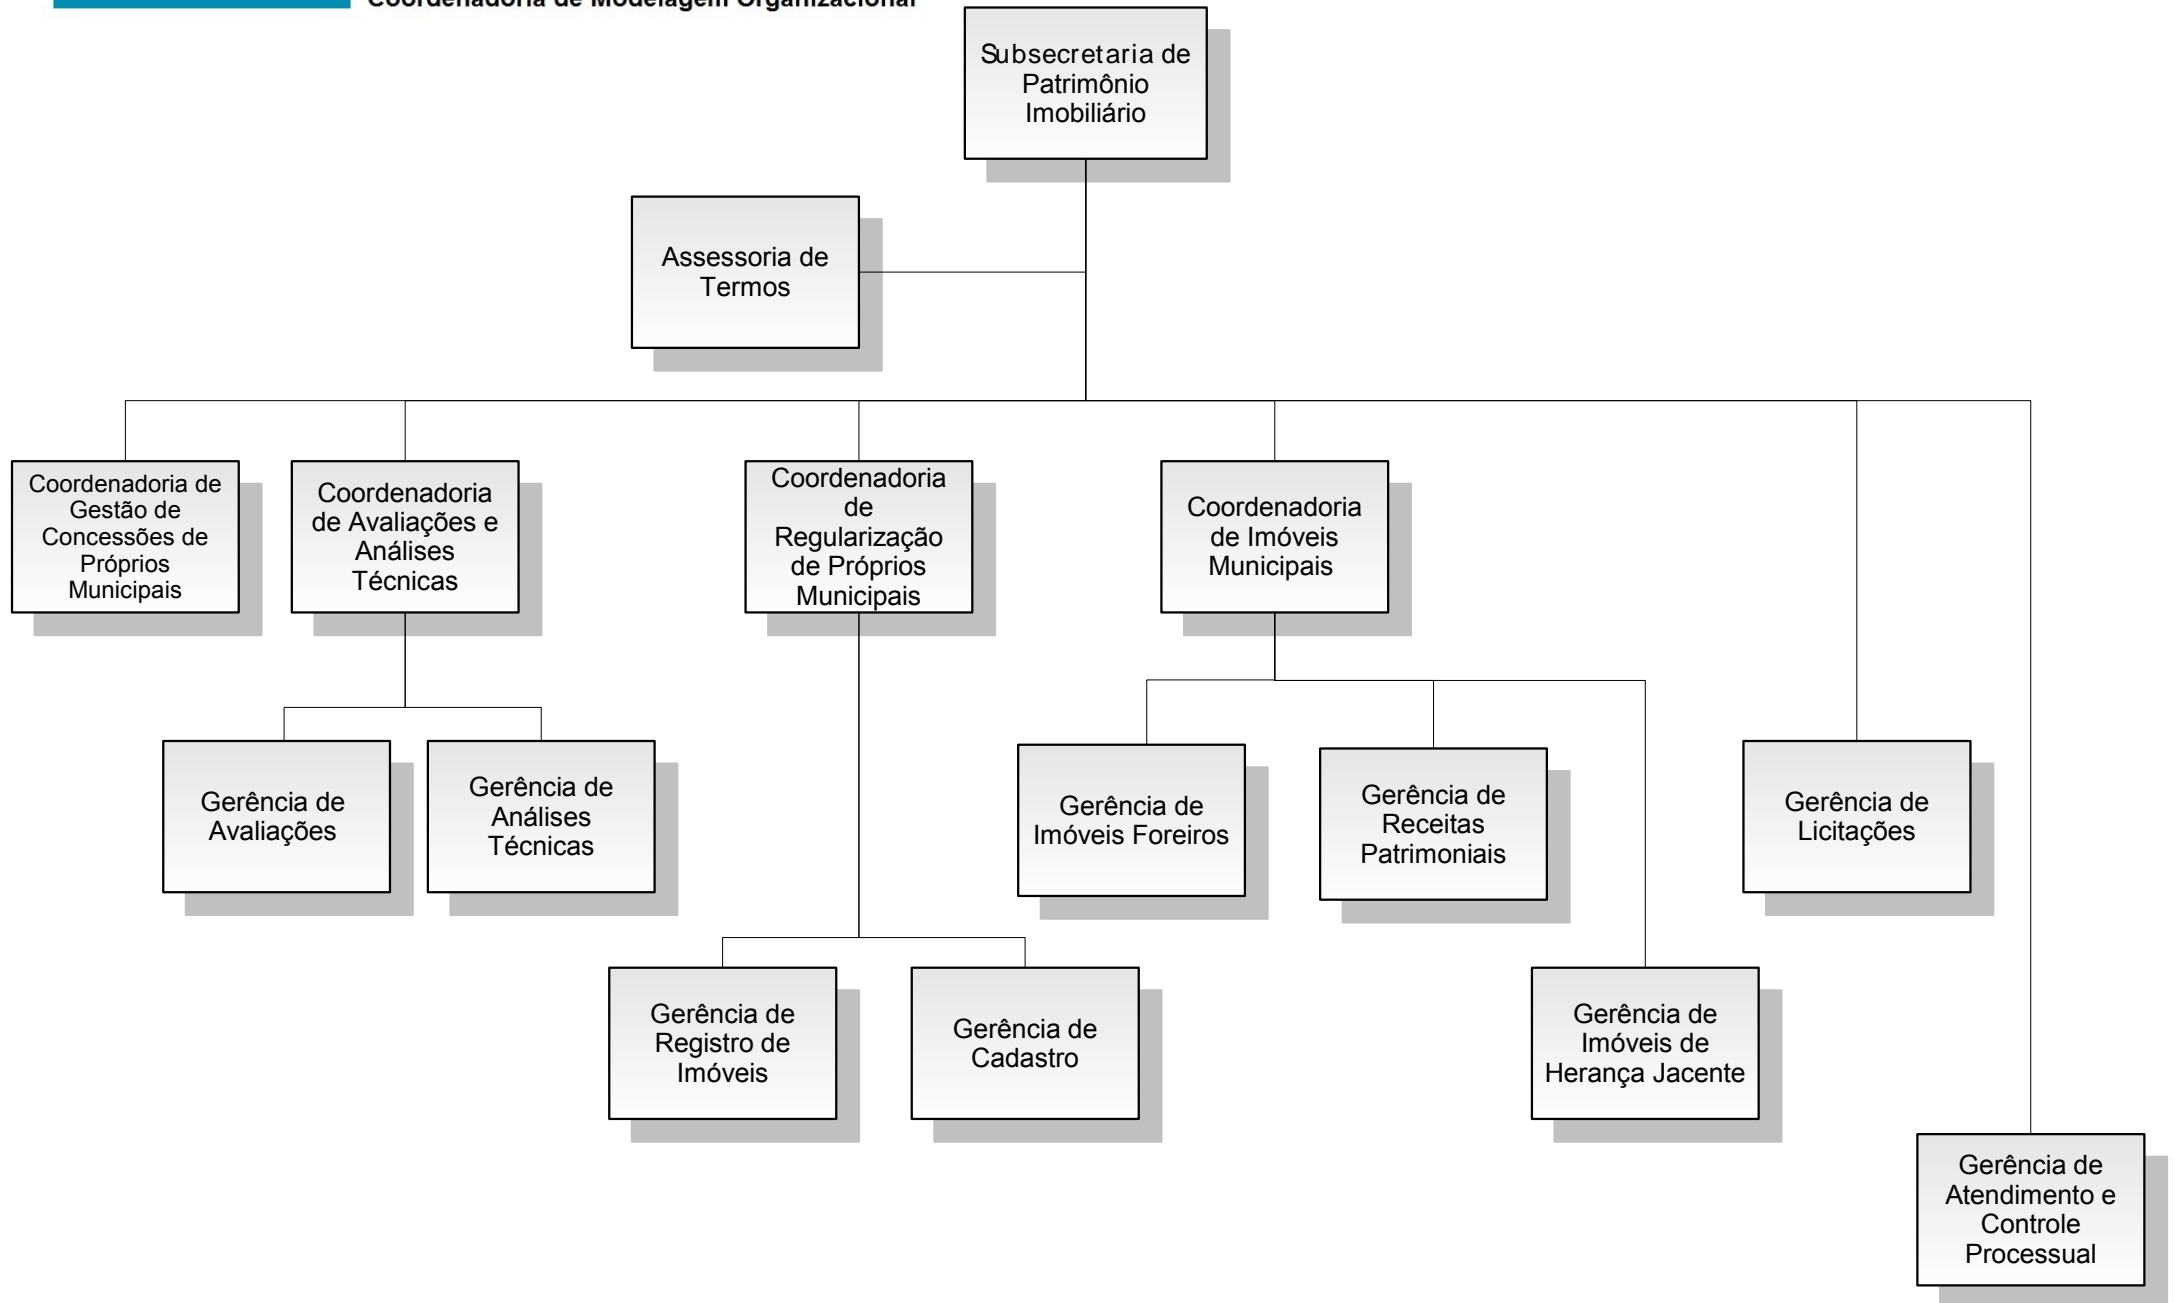 Coordenadoria de Modelagem Organizacional
Subsecretaria de
Patrimônio
Imobiliário
Assessoria de
Termos
Coordenadoria de
Gestão de
Concessões de
Próprios
Municipais
Coordenadoria
de Avaliações e
Análises
Técnicas
Coordenadoria
de
Regularização
de Próprios
Municipais
Coordenadoria
de Imóveis
Municipais
Gerência de
Avaliações
Gerência de
Análises
Técnicas
Gerência de
Imóveis Foreiros
Gerência de
Receitas
Patrimoniais
Gerência de
Licitações
Gerência de
Registro de
Imóveis
Gerência de
Cadastro
Gerência de
Imóveis de
Herança Jacente
Gerência de
Atendimento e
Controle
Processual